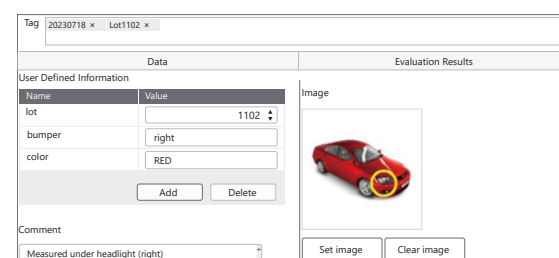 Tag 20230718 × Lot1102 ×
Data Evaluation Results
User Defined Information
Name Value
lot 1102
bumper right
color RED
Add Delete
Comment
Measured under headlight (right)
Image
Set image Clear image